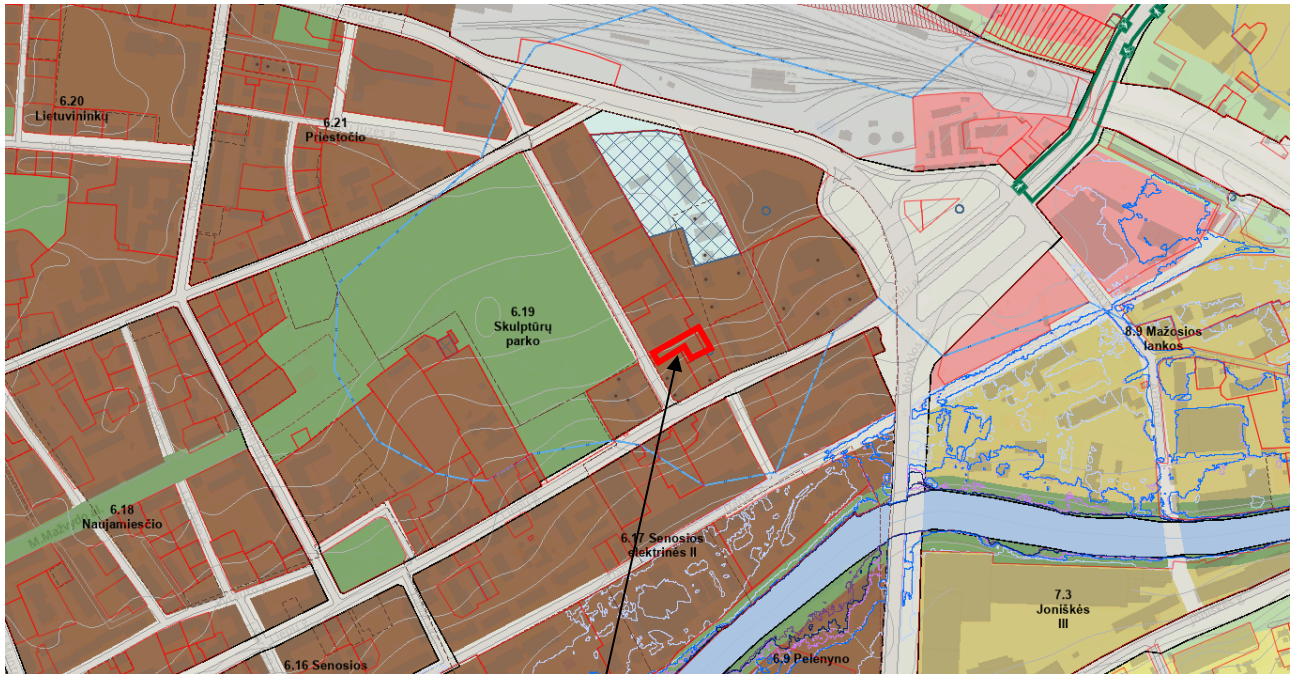 6.20
Lietuvininkų
6.21
Priestočio
6.19
Skulptūrų
parko
8.9 Mažosios
lankos
6.18
Naujamiesčio
6.17 Senosios
elektrinės II
7.3
Joniškės
III
6.16 Senosios
6.9 Pelenyno